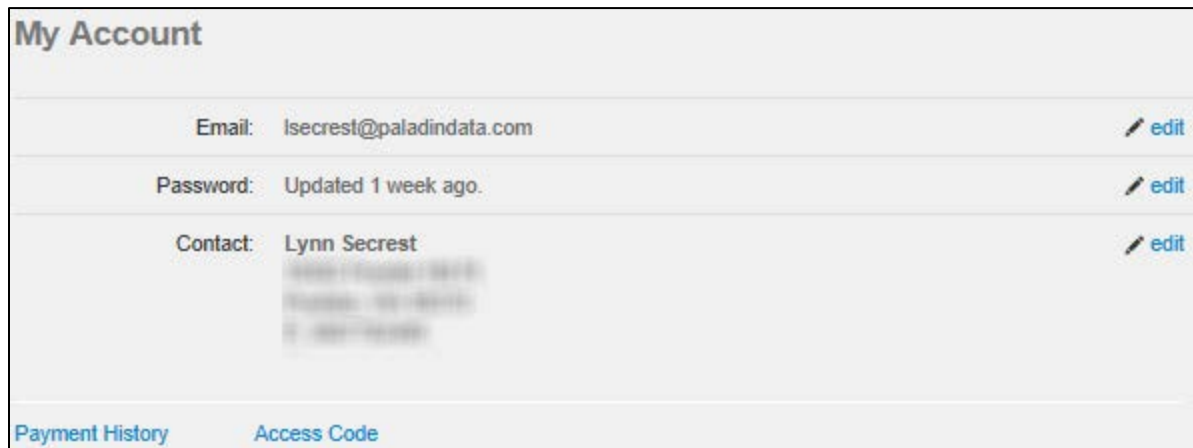 My Account
Email: lsecrest@paladindata.com edit
Password: Updated 1 week ago. edit
Contact: Lynn Secrest edit
Payment History Access Code